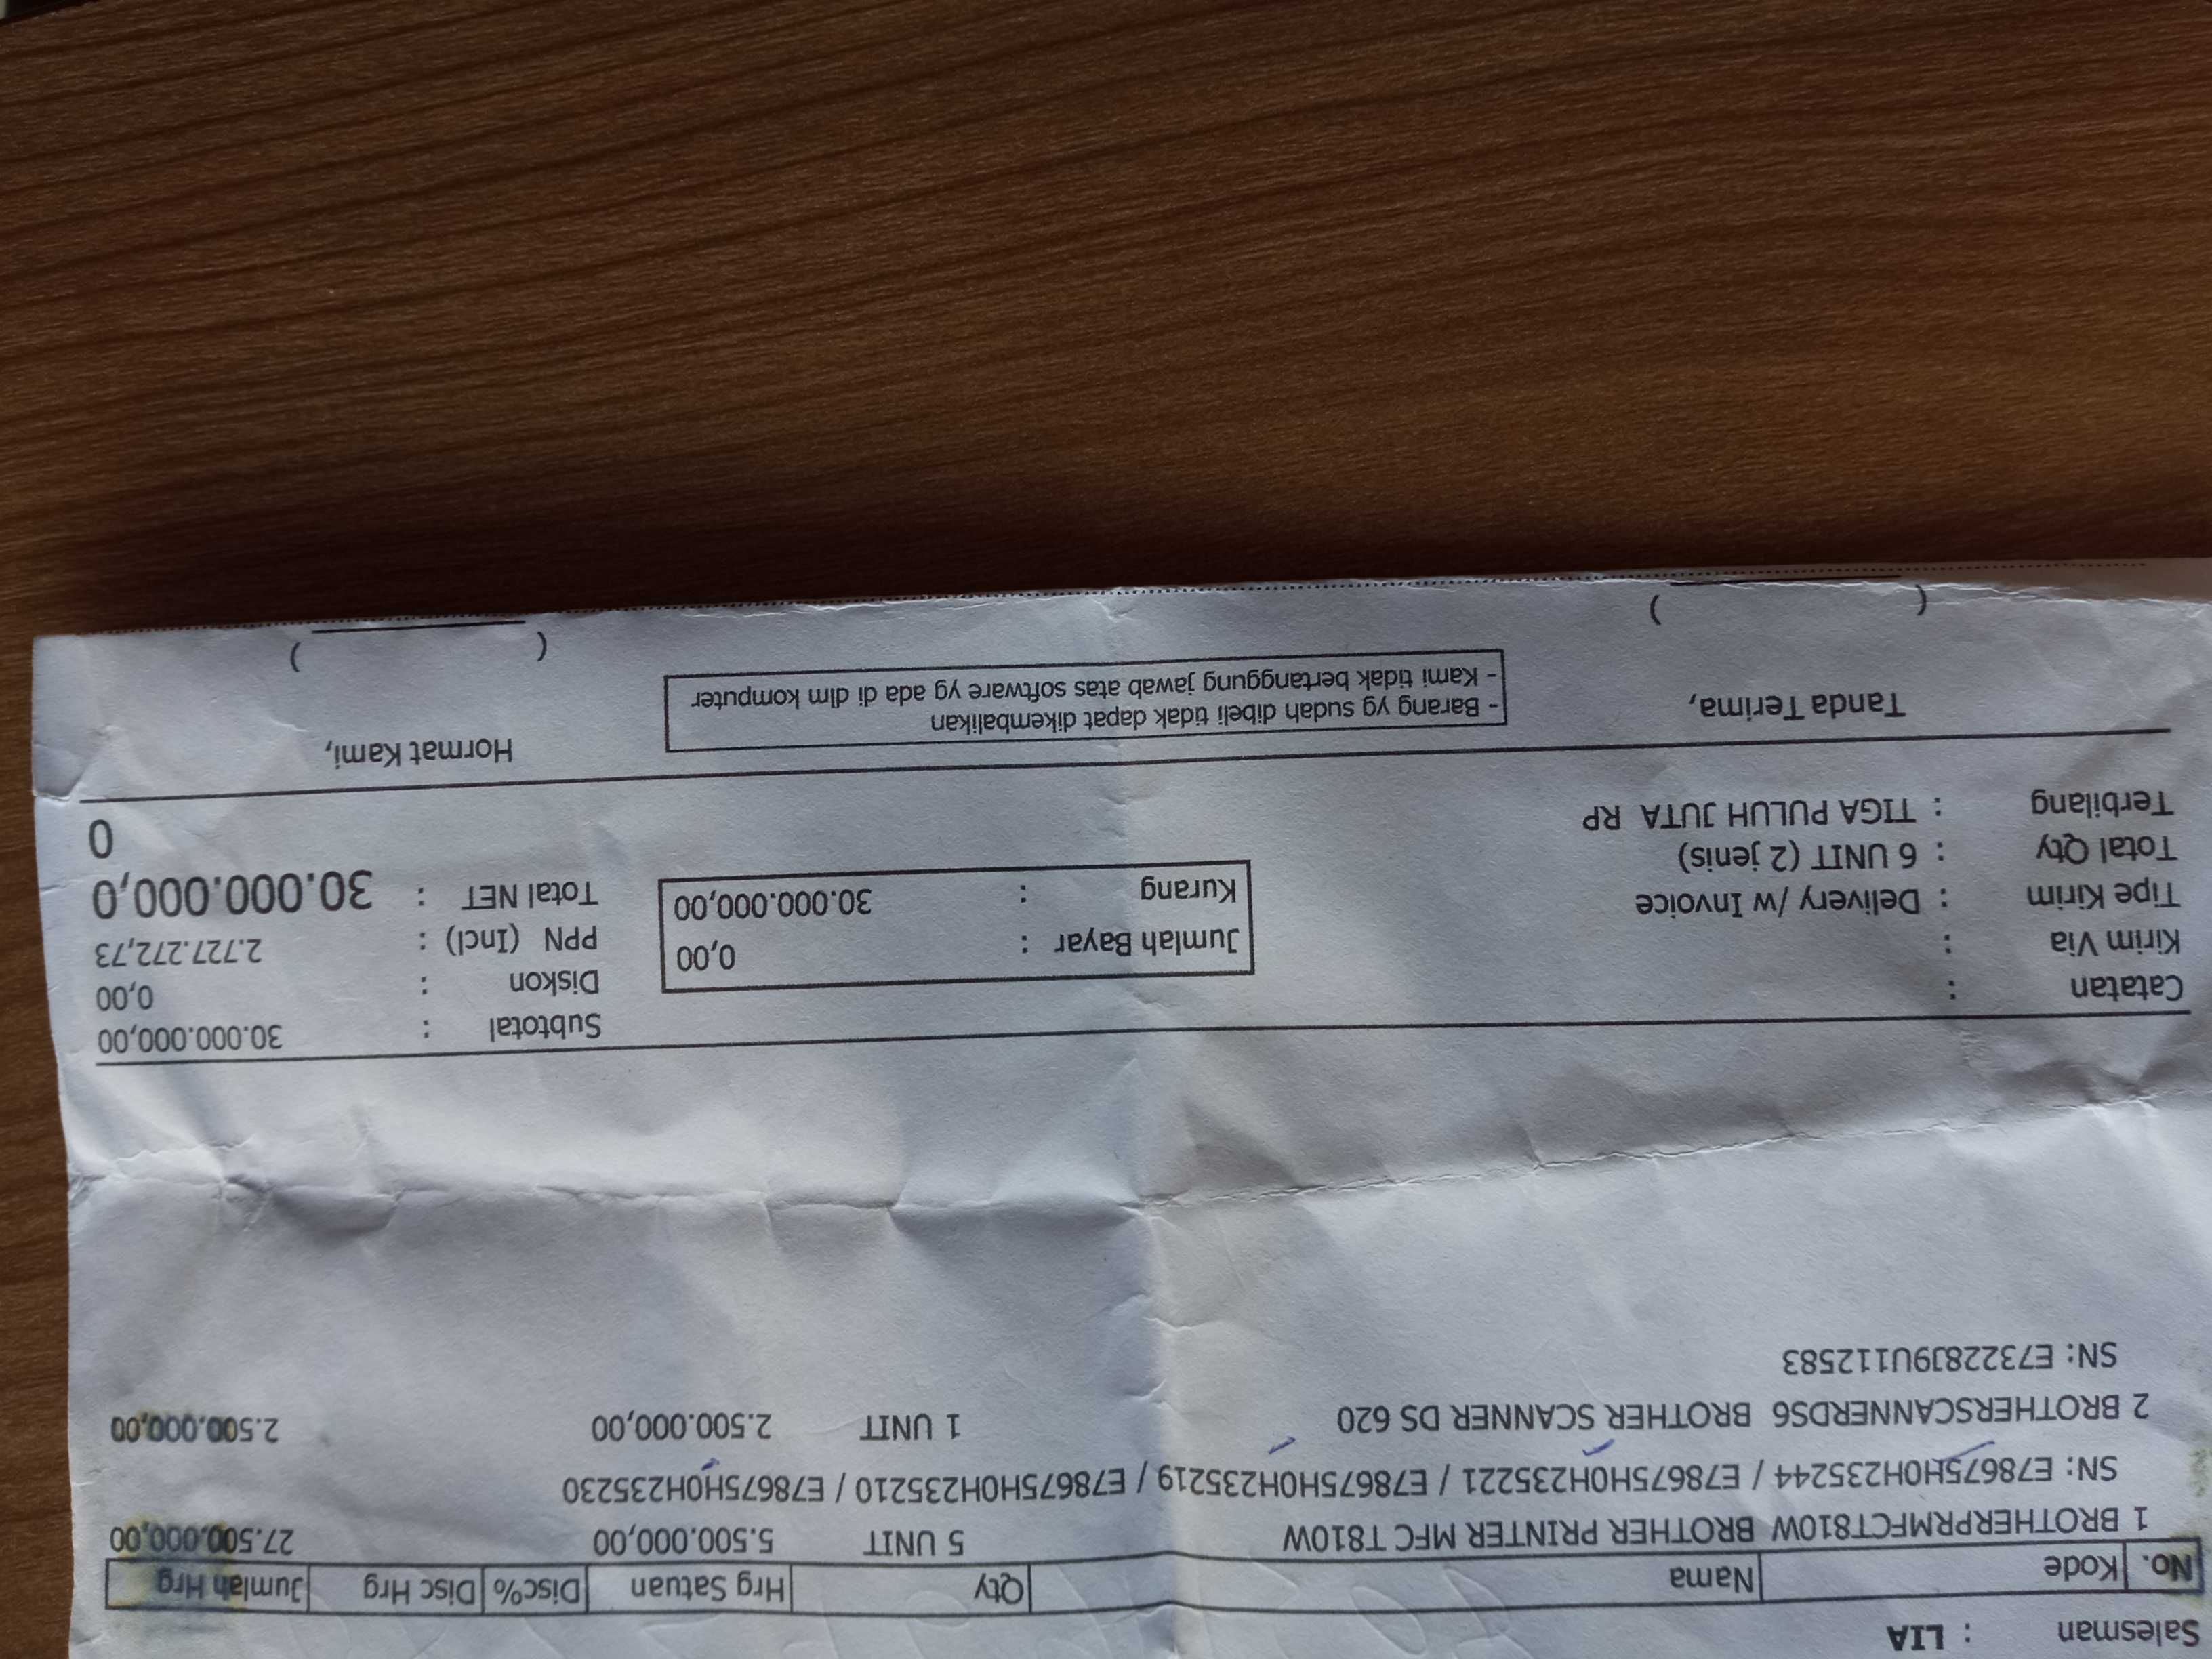 Salesman : LIA
No. Kode Nama Qty Hrg Satuan Disc% Disc Hrg Jumlah Hrg
1 BROTHERPRMFCT810W BROTHER PRINTER MFC T810W 5 UNIT 5.500.000,00 27.500.000,00
SN: E78675H0H235244 / E78675H0H235221 / E78675H0H235219 / E78675H0H235210 / E78675H0H235230
2 BROTHERSCANNERDS6 BROTHER SCANNER DS 620 1 UNIT 2.500.000,00 2.500.000,00
SN: E73228J9U112583
Catatan :
Kirim Via :
Tipe Kirim : Delivery /w Invoice
Total Qty : 6 UNIT (2 jenis)
Terbilang : TIGA PULUH JUTA RP
Jumlah Bayar : 0,00
Kurang : 30.000.000,00
Subtotal : 30.000.000,00
Diskon : 0,00
PPN (Incl) : 2.727.272,73
Total NET : 30.000.000,0
0
Tanda Terima,
- Barang yg sudah dibeli tidak dapat dikembalikan
- Kami tidak bertanggung jawab atas software yg ada di dlm komputer
Hormat Kami,
( )
( )